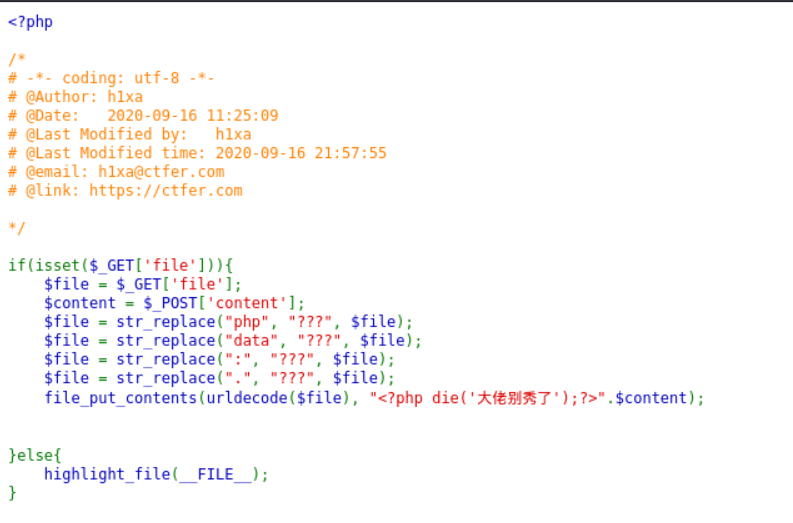 <?php
/*
# -*- coding: utf-8 -*-
# @Author: h1xa
# @Date:   2020-09-16 11:25:09
# @Last Modified by:   h1xa
# @Last Modified time: 2020-09-16 21:57:55
# @email: h1xa@ctfer.com
# @link: https://ctfer.com
*/
if(isset($_GET['file'])){
    $file = $_GET['file'];
    $content = $_POST['content'];
    $file = str_replace("php", "???", $file);
    $file = str_replace("data", "???", $file);
    $file = str_replace(":", "???", $file);
    $file = str_replace(".", "???", $file);
    file_put_contents(urldecode($file), "<?php die('大佬别秀了');?>".$content);
}else{
    highlight_file(__FILE__);
}